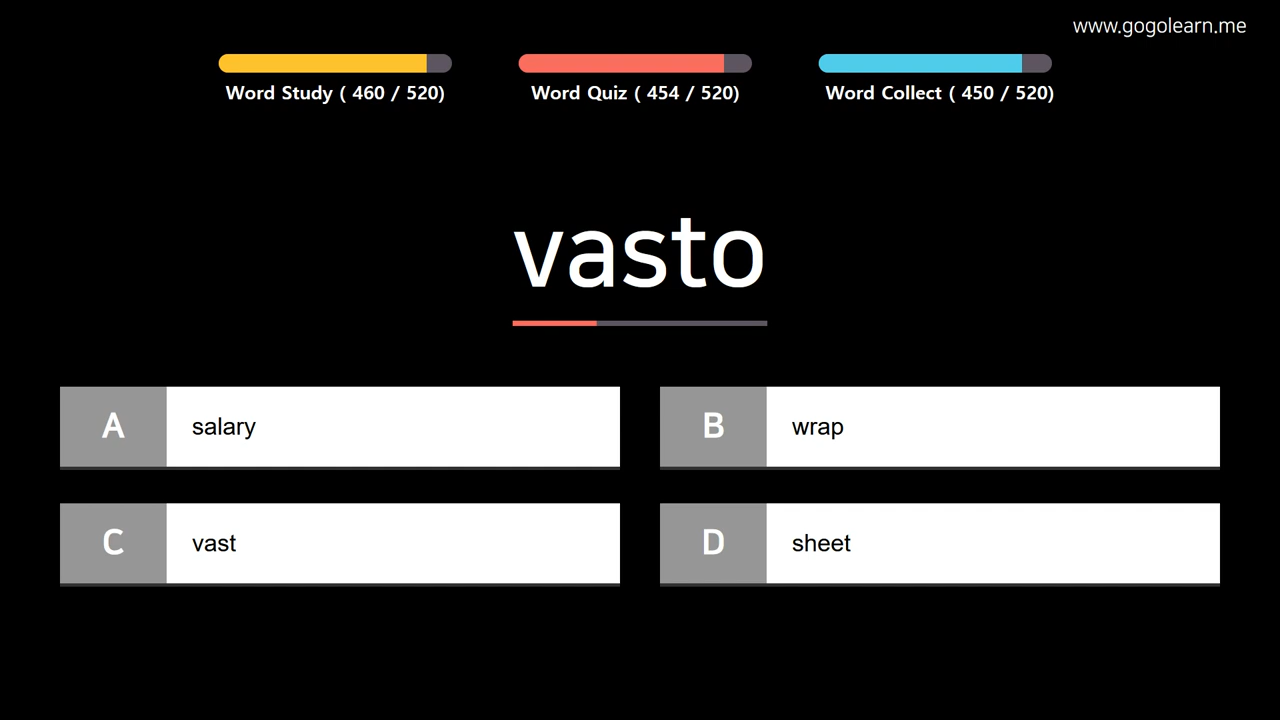 www.gogolearn.me
Word Study ( 460 / 520)
Word Quiz ( 454 / 520)
Word Collect ( 450 / 520)
vasto
A salary
B wrap
C vast
D sheet